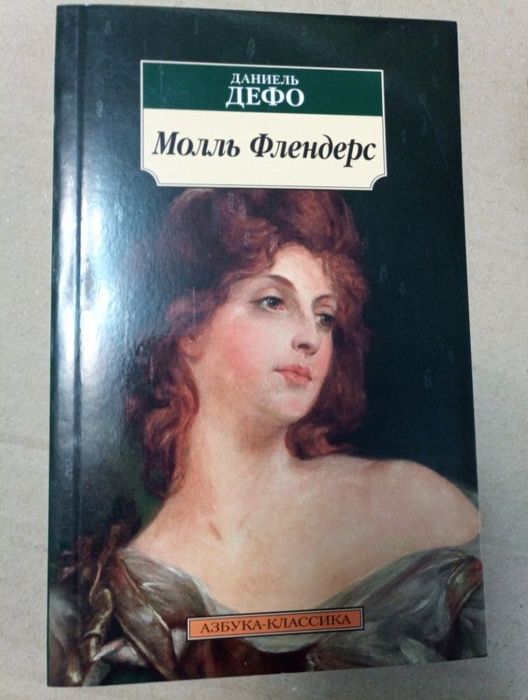 ДАНИЕЛЬ
ДЕФО
Молль Флендерс
АЗБУКА-КЛАССИКА